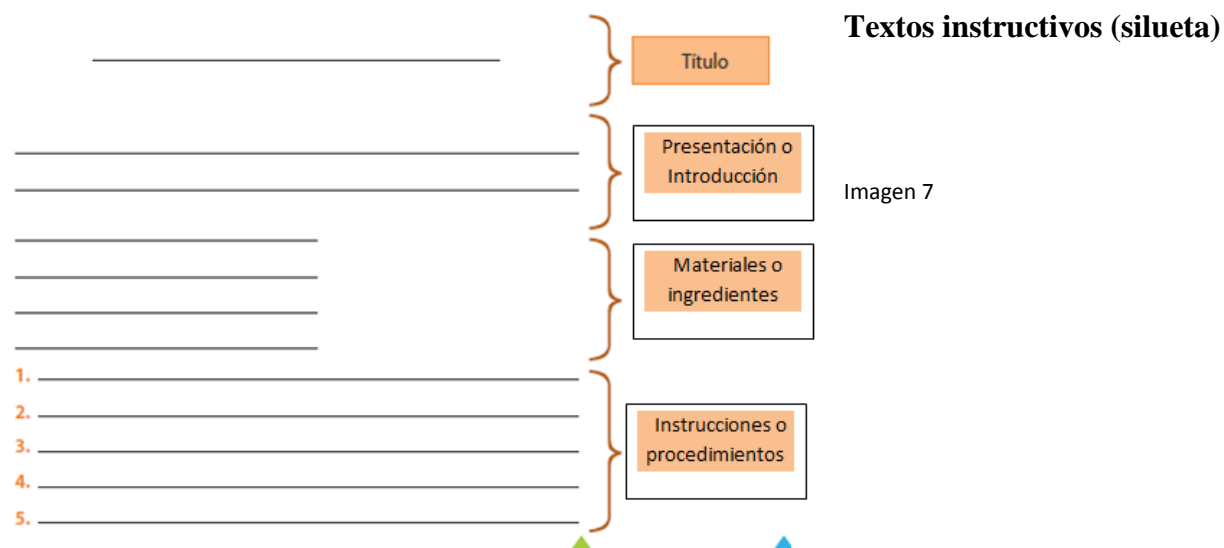 Textos instructivos (silueta)
Título
Presentación o
Introducción
Imagen 7
Materiales o
ingredientes
1.
2.
3.
4.
5.
Instrucciones o
procedimientos